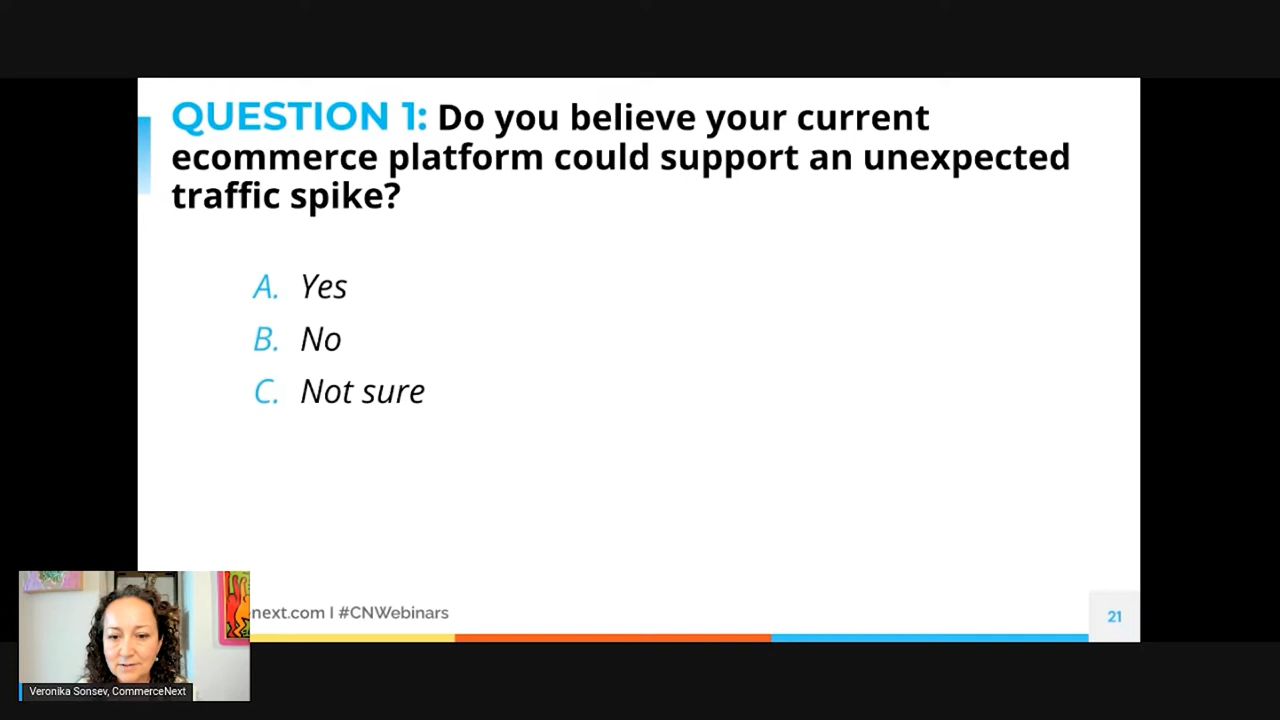 QUESTION 1: Do you believe your current
ecommerce platform could support an unexpected
traffic spike?
A. Yes
B. No
C. Not sure
next.com I #CNWebinars
21
Veronika Sonsev, CommerceNext